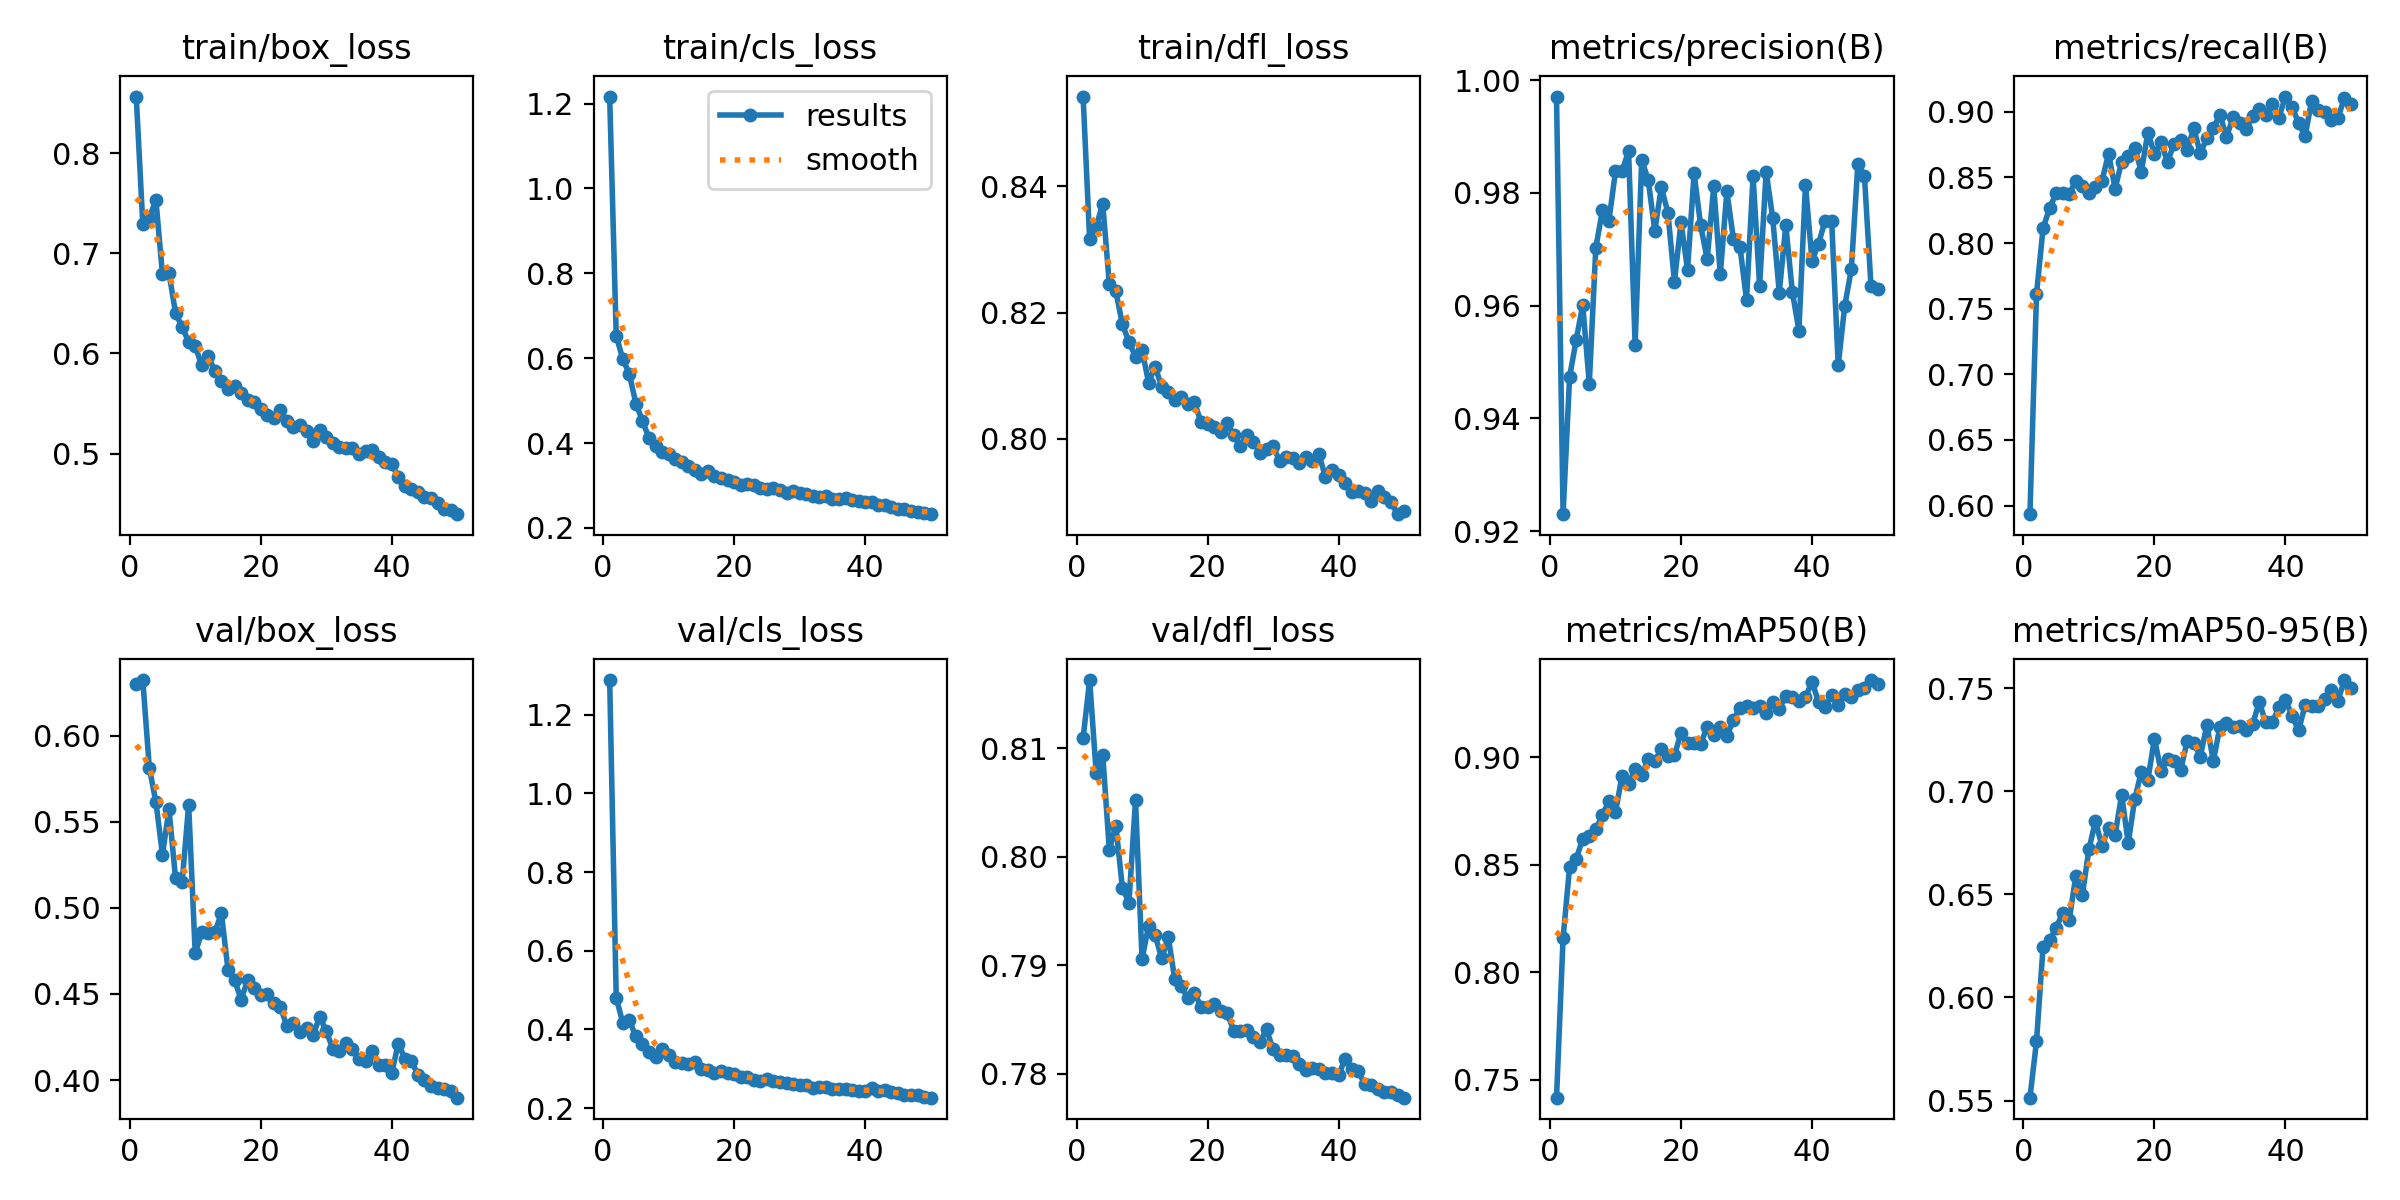 train/box_loss
0.8
0.7
0.6
0.5
0 20 40
train/cls_loss
results
smooth
1.2
1.0
0.8
0.6
0.4
0.2
0 20 40
train/dfl_loss
0.84
0.82
0.80
0 20 40
metrics/precision(B)
1.00
0.98
0.96
0.94
0.92
0 20 40
metrics/recall(B)
0.90
0.85
0.80
0.75
0.70
0.65
0.60
0 20 40
val/box_loss
0.60
0.55
0.50
0.45
0.40
0 20 40
val/cls_loss
1.2
1.0
0.8
0.6
0.4
0.2
0 20 40
val/dfl_loss
0.81
0.80
0.79
0.78
0 20 40
metrics/mAP50(B)
0.90
0.85
0.80
0.75
0 20 40
metrics/mAP50-95(B)
0.75
0.70
0.65
0.60
0.55
0 20 40